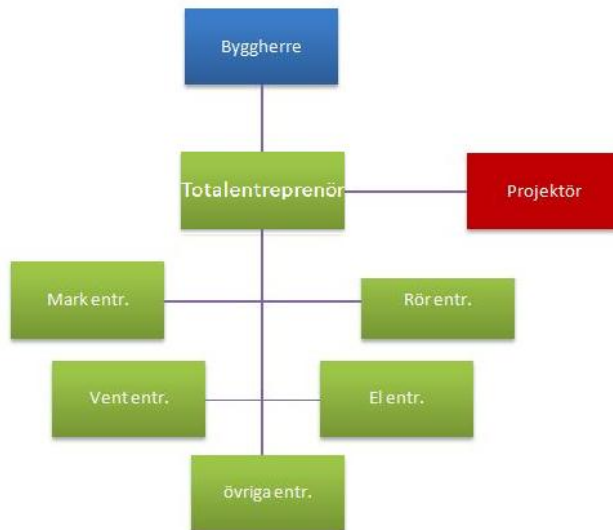 Byggherre
Totalentreprenör
Projektör
Mark entr.
Rör entr.
Vent entr.
El entr.
övriga entr.